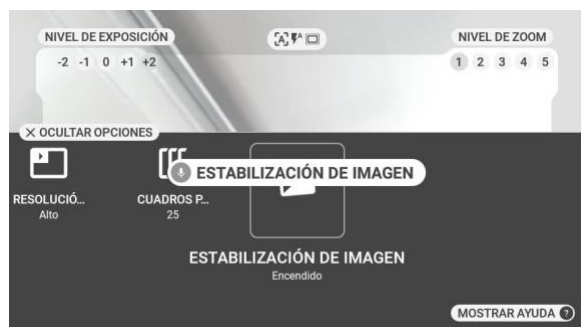 NIVEL DE EXPOSICIÓN
-2 -1 0 +1 +2
[A] A
NIVEL DE ZOOM
1 2 3 4 5
× OCULTAR OPCIONES
RESOLUCIÓ...
Alto
CUADROS P...
25
ESTABILIZACIÓN DE IMAGEN
ESTABILIZACIÓN DE IMAGEN
Encendido
MOSTRAR AYUDA ?